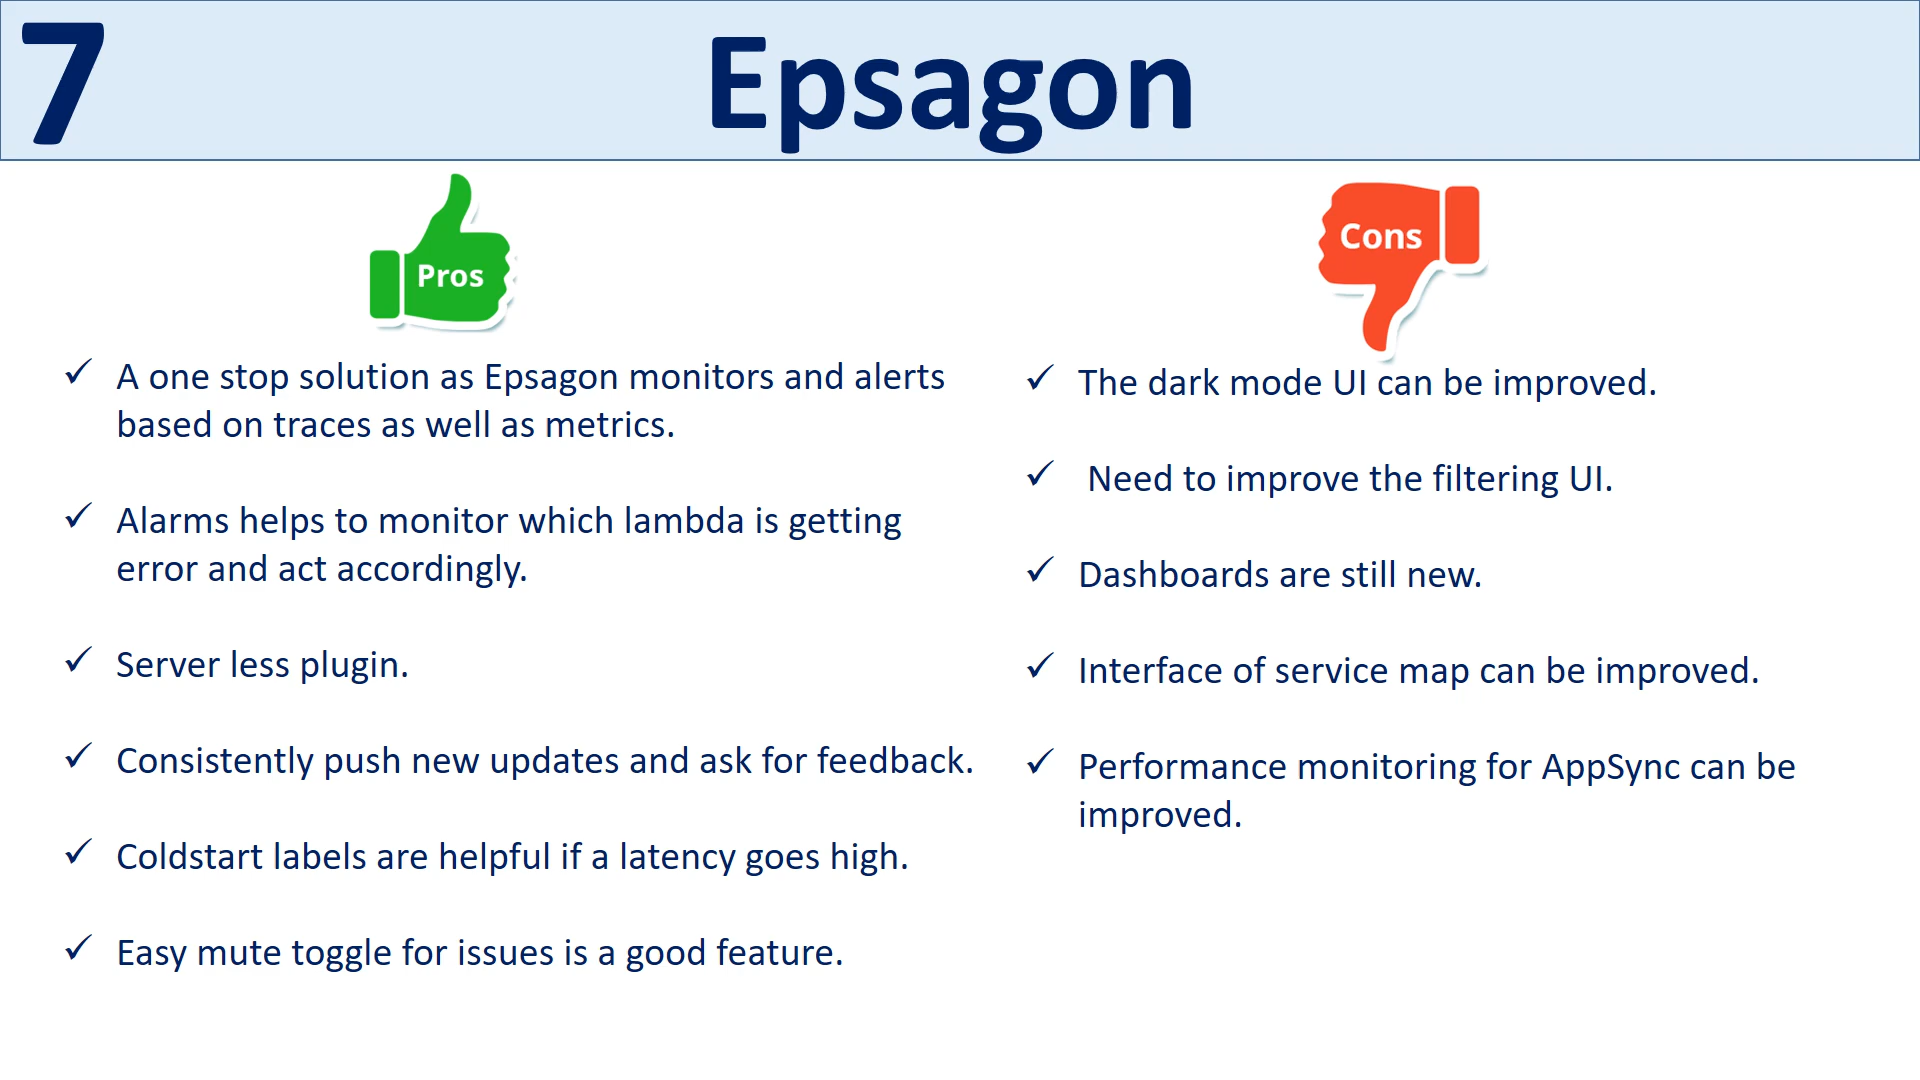 7
Epsagon
Pros
✓ A one stop solution as Epsagon monitors and alerts
based on traces as well as metrics.
✓ Alarms helps to monitor which lambda is getting
error and act accordingly.
✓ Server less plugin.
✓ Consistently push new updates and ask for feedback.
✓ Coldstart labels are helpful if a latency goes high.
✓ Easy mute toggle for issues is a good feature.
Cons
✓ The dark mode UI can be improved.
✓ Need to improve the filtering UI.
✓ Dashboards are still new.
✓ Interface of service map can be improved.
✓ Performance monitoring for AppSync can be
improved.